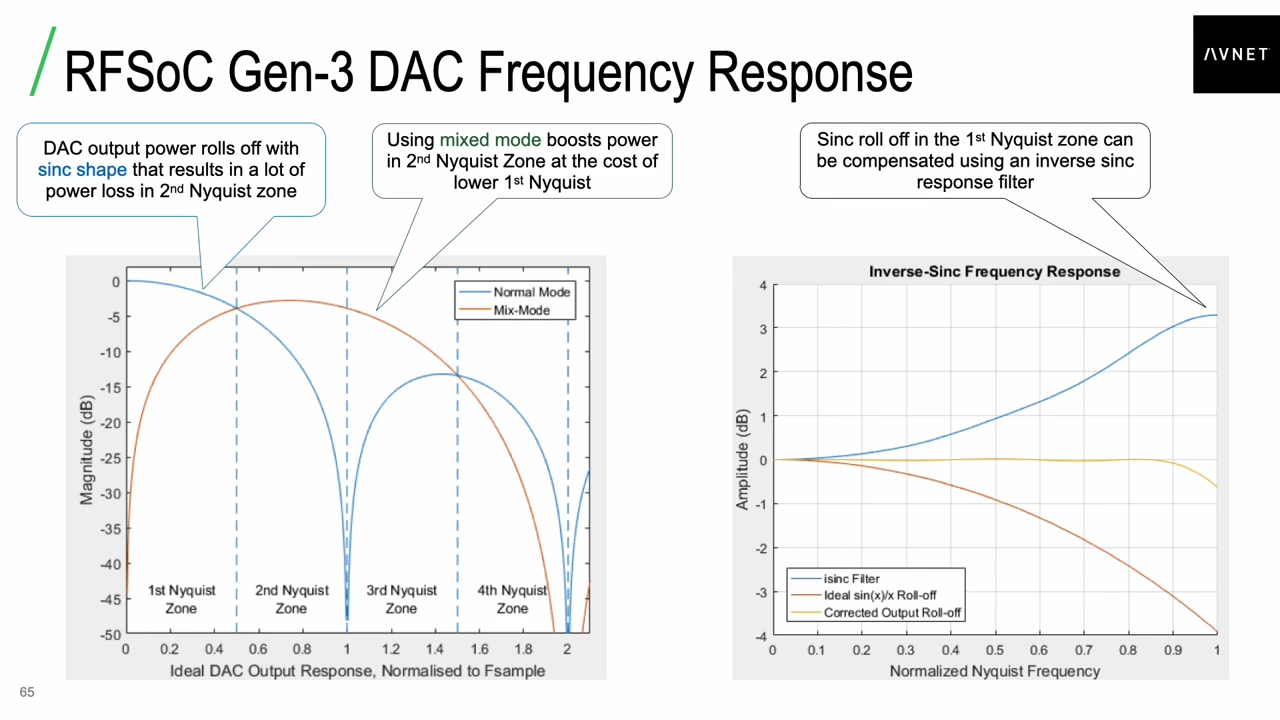 RFSoC Gen-3 DAC Frequency Response
AVNET
DAC output power rolls off with
sinc shape that results in a lot of
power loss in 2nd Nyquist zone
Using mixed mode boosts power
in 2nd Nyquist Zone at the cost of
lower 1st Nyquist
Sinc roll off in the 1st Nyquist zone can
be compensated using an inverse sinc
response filter
Normal Mode
Mix-Mode
0
-5
-10
-15
-20
-25
-30
-35
-40
-45
-50
Magnitude (dB)
1st Nyquist
Zone
2nd Nyquist
Zone
3rd Nyquist
Zone
4th Nyquist
Zone
0 0.2 0.4 0.6 0.8 1 1.2 1.4 1.6 1.8 2
Ideal DAC Output Response, Normalised to Fsample
Inverse-Sinc Frequency Response
4
3
2
1
0
-1
-2
-3
-4
Amplitude (dB)
isinc Filter
Ideal sin(x)/x Roll-off
Corrected Output Roll-off
0 0.1 0.2 0.3 0.4 0.5 0.6 0.7 0.8 0.9 1
Normalized Nyquist Frequency
65